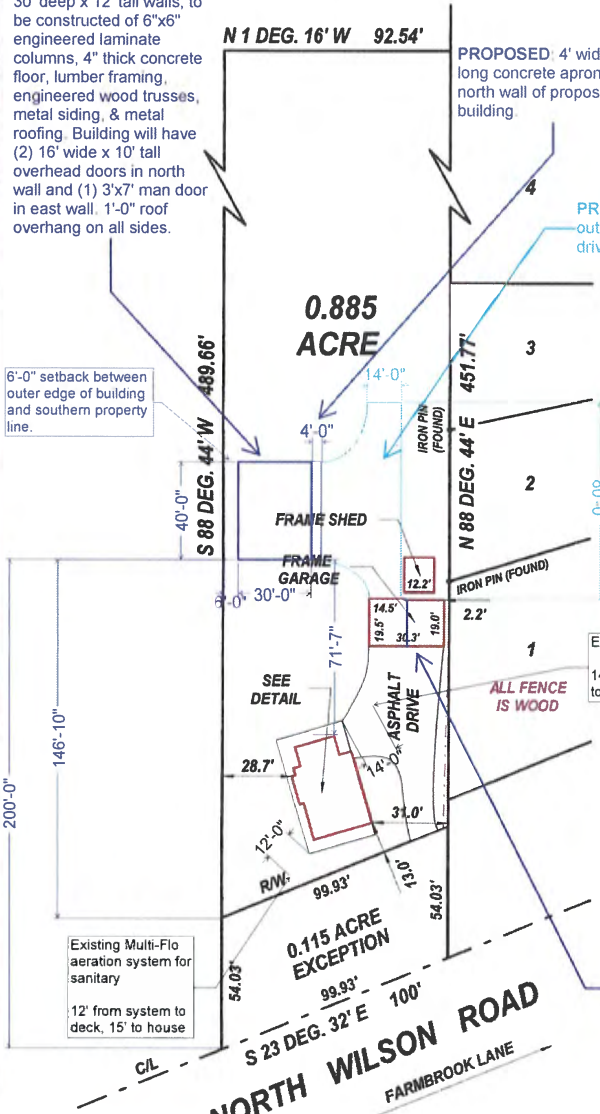 30' deep x 12' tall walls, to
be constructed of 6"x6"
engineered laminate
columns, 4" thick concrete
floor, lumber framing,
engineered wood trusses,
metal siding, & metal
roofing. Building will have
(2) 16' wide x 10' tall
overhead doors in north
wall and (1) 3'x7' man door
in east wall. 1'-0" roof
overhang on all sides.
N 1 DEG. 16' W 92.54'
PROPOSED: 4' wid
long concrete apron
north wall of propos
building.
4
PR
out
driv
0.885
ACRE
3
6'-0" setback between
outer edge of building
and southern property
line.
S 88 DEG. 44' W 489.66'
14'-0"
4'-0"
IRON PIN
(FOUND)
N 88 DEG. 44' E 451.77'
2
40'-0"
FRAME SHED
12.2'
FRAME
GARAGE
IRON PIN (FOUND)
6'-0"
30'-0"
14.5'
19.5'
30.3'
19.0'
2.2'
71'-7"
1
E
14
to
SEE
DETAIL
ASPHALT
DRIVE
ALL FENCE
IS WOOD
146'-10"
200'-0"
28.7'
14'-0"
31.0'
12'-0"
13.0'
R/W
99.93'
54.03'
0.115 ACRE
EXCEPTION
Existing Multi-Flo
aeration system for
sanitary
12' from system to
deck, 15' to house
54.03'
99.93'
S 23 DEG. 32' E 100'
C/L
NORTH WILSON ROAD
FARMBROOK LANE